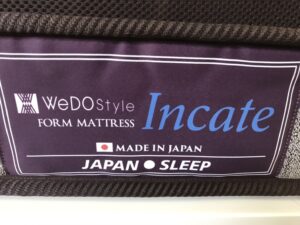 WeDOStyle
FORM MATTRESS Incate
MADE IN JAPAN
JAPAN ● SLEEP